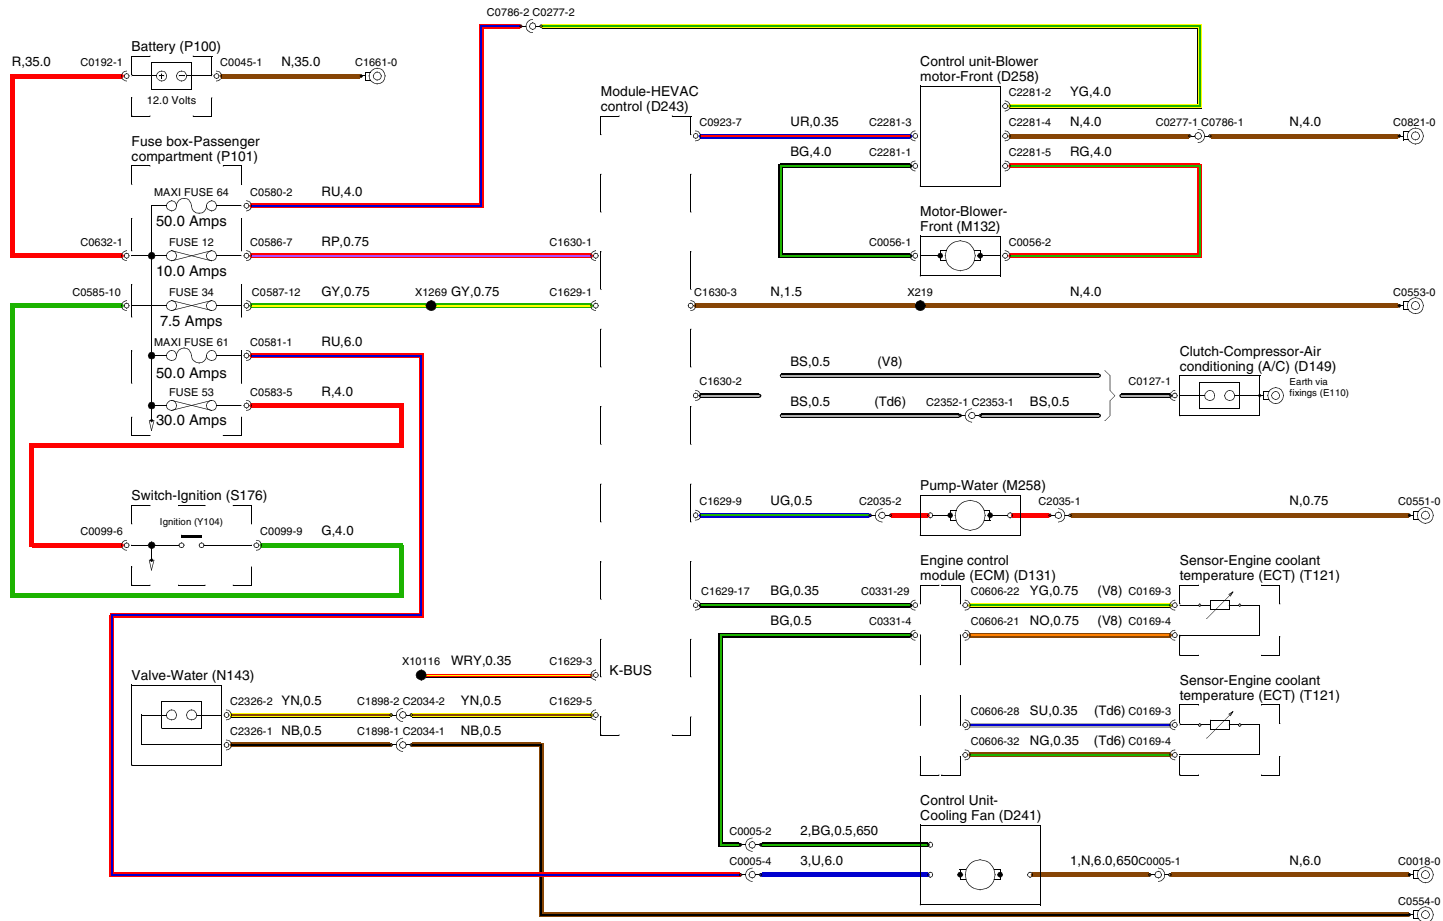 C0786-2 C0277-2
Battery (P100)
R,35.0
C0192-1
C0045-1
N,35.0
C1661-0
12.0 Volts
Control unit-Blower
motor-Front (D258)
C2281-2
YG,4.0
Module-HEVAC
control (D243)
C0923-7
UR,0.35
C2281-3
C2281-4
N,4.0
C0277-1 C0786-1
N,4.0
C0821-0
BG,4.0
C2281-1
C2281-5
RG,4.0
Fuse box-Passenger
compartment (P101)
MAXI FUSE 64
C0580-2
RU,4.0
50.0 Amps
Motor-Blower-
Front (M132)
C0632-1
FUSE 12
C0586-7
RP,0.75
C1630-1
C0056-1
C0056-2
10.0 Amps
C0585-10
FUSE 34
C0587-12
GY,0.75
X1269
GY,0.75
C1629-1
C1630-3
N,1.5
X219
N,4.0
C0553-0
7.5 Amps
MAXI FUSE 61
C0581-1
RU,6.0
50.0 Amps
BS,0.5
(V8)
Clutch-Compressor-Air
conditioning (A/C) (D149)
C1630-2
C0127-1
Earth via
fixings (E110)
FUSE 53
C0583-5
R,4.0
30.0 Amps
BS,0.5
(Td6)
C2352-1 C2353-1
BS,0.5
Switch-Ignition (S176)
Ignition (Y104)
C0099-6
C0099-9
G,4.0
Pump-Water (M258)
C1629-9
UG,0.5
C2035-2
C2035-1
N,0.75
C0551-0
Engine control
module (ECM) (D131)
Sensor-Engine coolant
temperature (ECT) (T121)
C1629-17
BG,0.35
C0331-29
C0606-22
YG,0.75
(V8)
C0169-3
BG,0.5
C0331-4
C0606-21
NO,0.75
(V8)
C0169-4
X10116
WRY,0.35
C1629-3
K-BUS
Valve-Water (N143)
C2326-2
YN,0.5
C1898-2 C2034-2
YN,0.5
C1629-5
C2326-1
NB,0.5
C1898-1 C2034-1
NB,0.5
Sensor-Engine coolant
temperature (ECT) (T121)
C0606-28
SU,0.35
(Td6)
C0169-3
C0606-32
NG,0.35
(Td6)
C0169-4
Control Unit-
Cooling Fan (D241)
C0005-2
2,BG,0.5,650
C0005-4
3,U,6.0
1,N,6.0,650
C0005-1
N,6.0
C0018-0
C0554-0